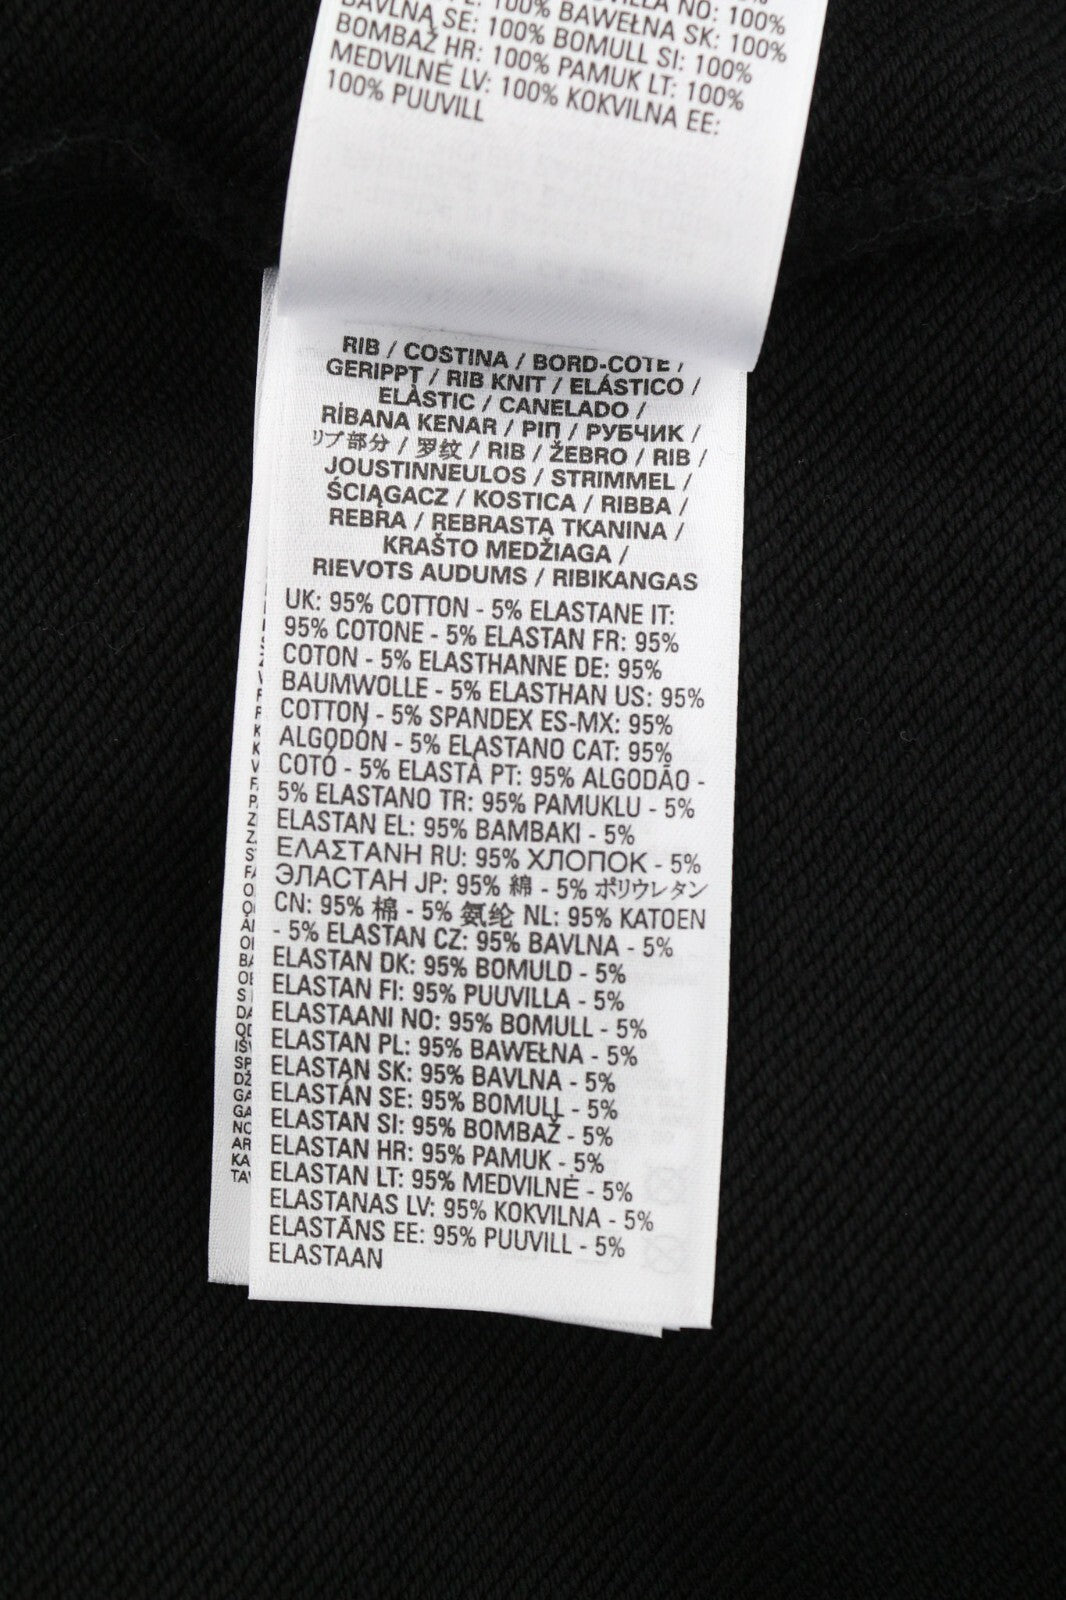 100% BAWEŁNA SK: 100%
BAVLNĄ SE: 100% BOMULL SI: 100%
BOMBAŽ HR: 100% PAMUK LT: 100%
MEDVILNĖ LV: 100% KOKVILNA EE:
100% PUUVILL
RIB / COSTINA / BORD-COTE /
GERIPPT / RIB KNIT / ELÁSTICO /
ELÀSTIC / CANELADO /
RİBANA KENAR / ΡΙΠ / РУБЧИК /
リブ部分 / 罗纹 / RIB / ŽEBRO / RIB /
JOUSTINNEULOS / STRIMMEL /
ŚCIĄGACZ / KOSTICA / RIBBA /
REBRA / REBRASTA TKANINA /
KRAŠTO MEDŽIAGA /
RIEVOTS AUDUMS / RIBIKANGAS
UK: 95% COTTON - 5% ELASTANE IT:
95% COTONE - 5% ELASTAN FR: 95%
COTON - 5% ELASTHANNE DE: 95%
BAUMWOLLE - 5% ELASTHAN US: 95%
COTTON - 5% SPANDEX ES-MX: 95%
ALGODÓN - 5% ELASTANO CAT: 95%
COTÓ - 5% ELASTÀ PT: 95% ALGODÃO -
5% ELASTANO TR: 95% PAMUKLU - 5%
ELASTAN EL: 95% ΒΑΜΒΑΚΙ - 5%
ΕΛΑΣΤΑΝΗ RU: 95% ХЛОПОК - 5%
ЭЛАСТАН JP: 95% 綿 - 5% ポリウレタン
CN: 95% 棉 - 5% 氨纶 NL: 95% KATOEN
- 5% ELASTAN CZ: 95% BAVLNA - 5%
ELASTAN DK: 95% BOMULD - 5%
ELASTAN FI: 95% PUUVILLA - 5%
ELASTAANI NO: 95% BOMULL - 5%
ELASTAN PL: 95% BAWEŁNA - 5%
ELASTAN SK: 95% BAVLNA - 5%
ELASTÁN SE: 95% BOMULL - 5%
ELASTAN SI: 95% BOMBAŽ - 5%
ELASTAN HR: 95% PAMUK - 5%
ELASTAN LT: 95% MEDVILNĖ - 5%
ELASTANAS LV: 95% KOKVILNA - 5%
ELASTĀNS EE: 95% PUUVILL - 5%
ELASTAAN